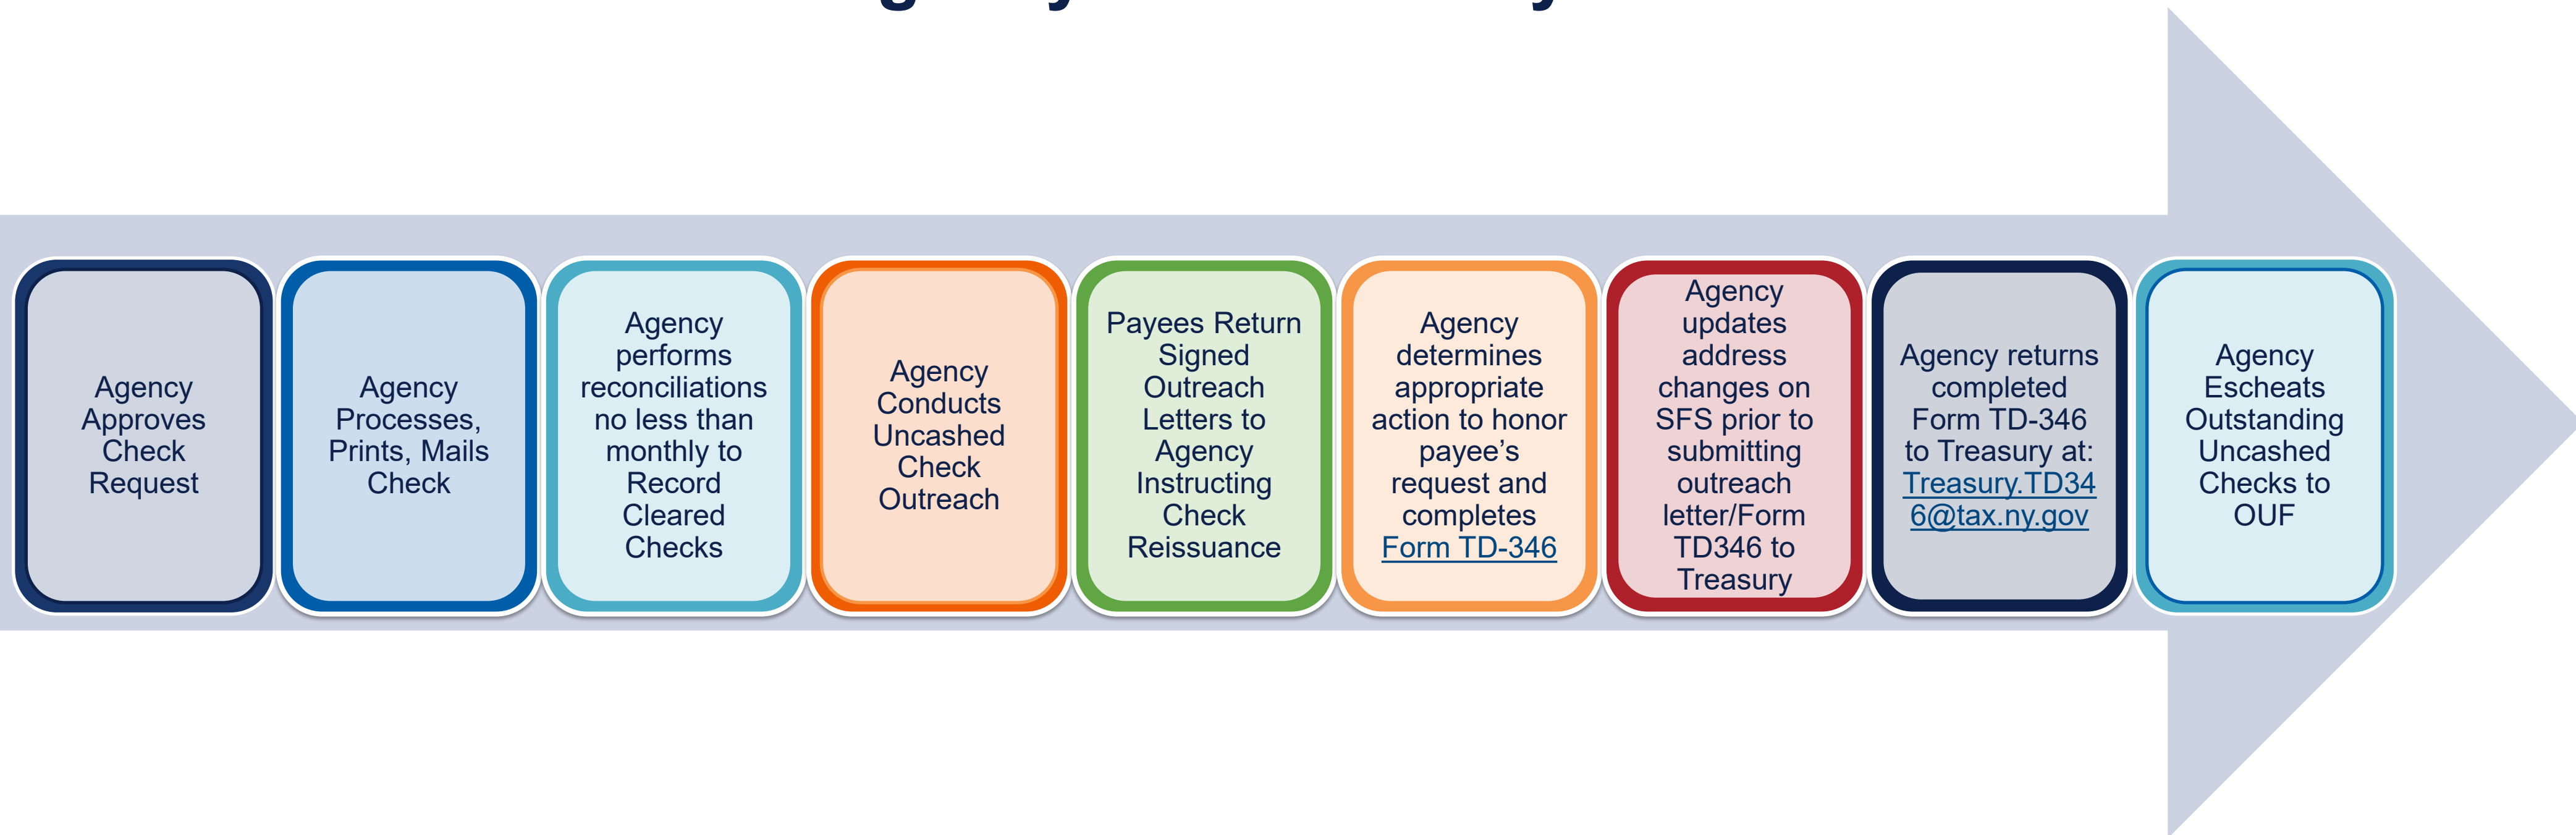 Agency
Approves
Check
Request
Agency
Processes,
Prints, Mails
Check
Agency
performs
reconciliations
no less than
monthly to
Record
Cleared
Checks
Agency
Conducts
Uncashed
Check
Outreach
Payees Return
Signed
Outreach
Letters to
Agency
Instructing
Check
Reissuance
Agency
determines
appropriate
action to honor
payee’s
request and
completes
Form TD-346
Agency
updates
address
changes on
SFS prior to
submitting
outreach
letter/Form
TD346 to
Treasury
Agency returns
completed
Form TD-346
to Treasury at:
Treasury.TD34
6@tax.ny.gov
Agency
Escheats
Outstanding
Uncashed
Checks to
OUF